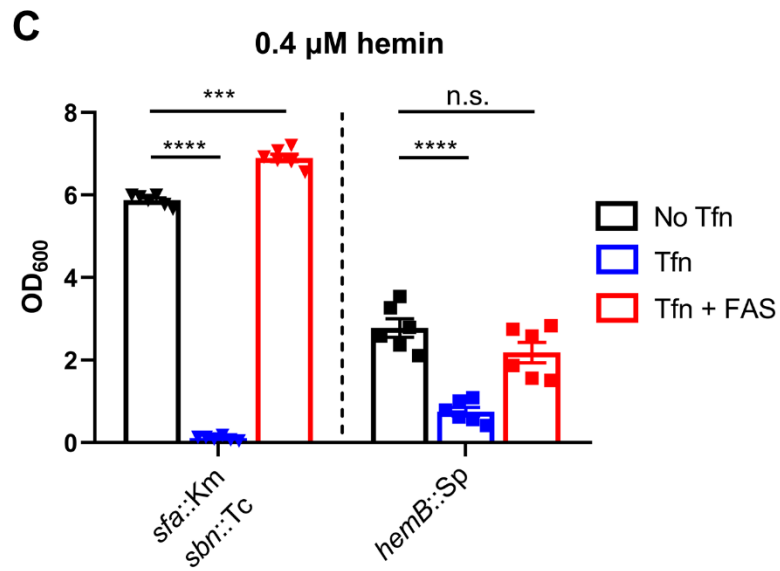 C
0.4 µM hemin
*** n.s.
**** ****
8
6
4
2
0
OD600
No Tfn
Tfn
Tfn + FAS
sfa::Km
sbn::Tc
hemB::Sp